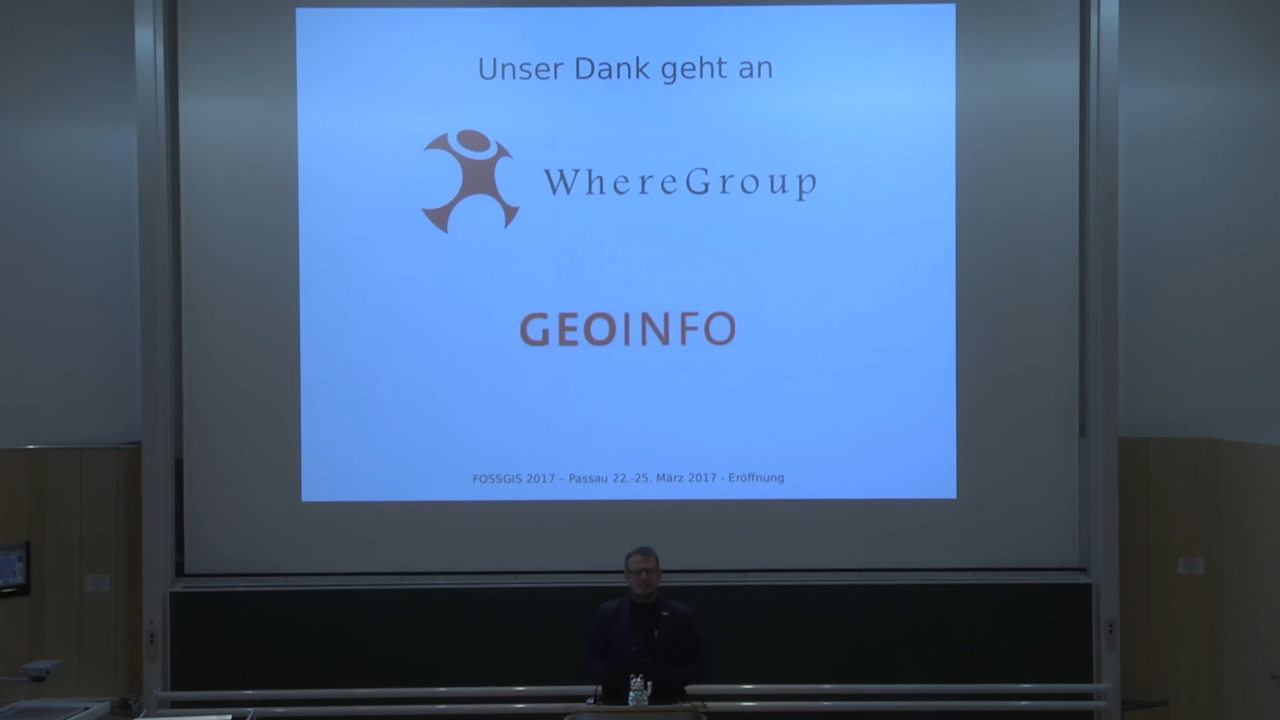 Unser Dank geht an
WhereGroup
GEOINFO
FOSSGIS 2017 - Passau 22.-25. März 2017 - Eröffnung